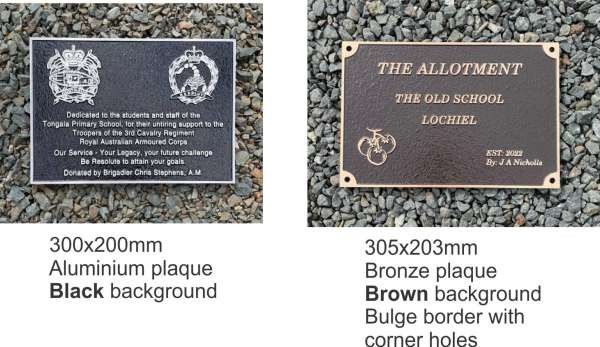 Dedicated to the students and staff of the
Tongala Primary School, for their untiring support to the
Troopers of the 3rd Cavalry Regiment
Royal Australian Armoured Corps
Our Service - Your Legacy, your future challenge
Be Resolute to attain your goals
Donated by Brigadier Chris Stephens, A.M
300x200mm
Aluminium plaque
Black background
THE ALLOTMENT
THE OLD SCHOOL
LOCHIEL
EST: 2022
By: J A Nicholls
305x203mm
Bronze plaque
Brown background
Bulge border with
corner holes